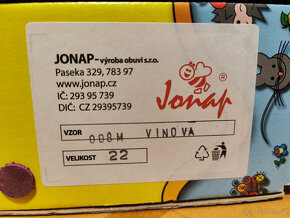 JONAP-výroba obuvi s.r.o.
Paseka 329, 783 97
www.jonap.cz
IČ: 293 95 739
DIČ: CZ 29395739
Jonap®
VZOR 008M VINOVÁ
VELIKOST 22